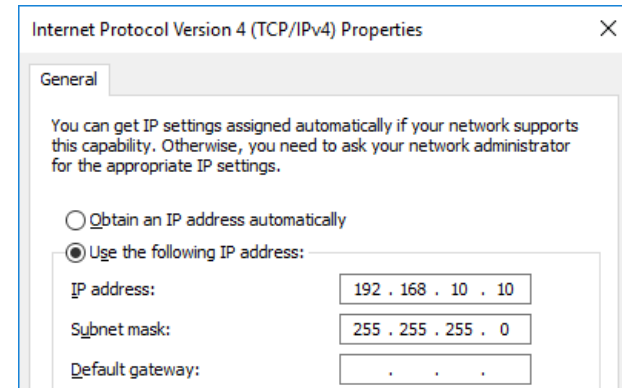 Internet Protocol Version 4 (TCP/IPv4) Properties
General
You can get IP settings assigned automatically if your network supports
this capability. Otherwise, you need to ask your network administrator
for the appropriate IP settings.
Obtain an IP address automatically
Use the following IP address:
IP address: 192 . 168 . 10 . 10
Subnet mask: 255 . 255 . 255 . 0
Default gateway: . . .